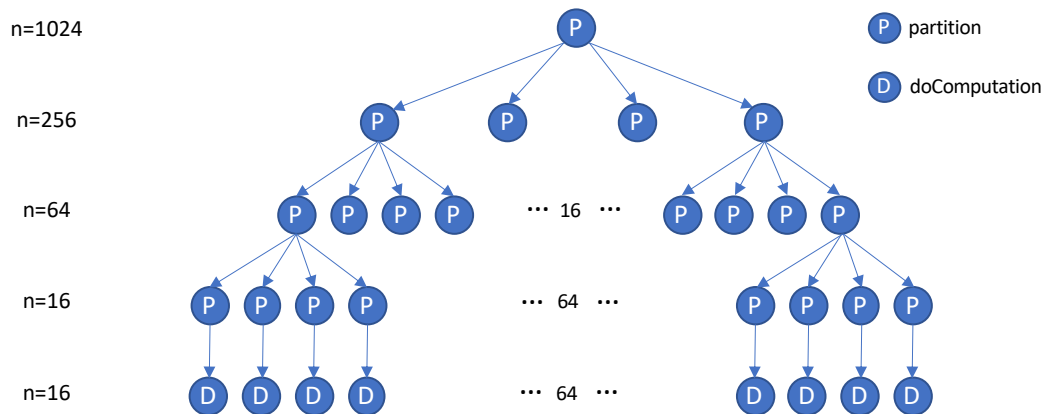 n=1024 P P partition
D doComputation
n=256 P P P P
n=64 P P P P ... 16 ... P P P P
n=16 P P P P ... 64 ... P P P P
n=16 D D D D ... 64 ... D D D D